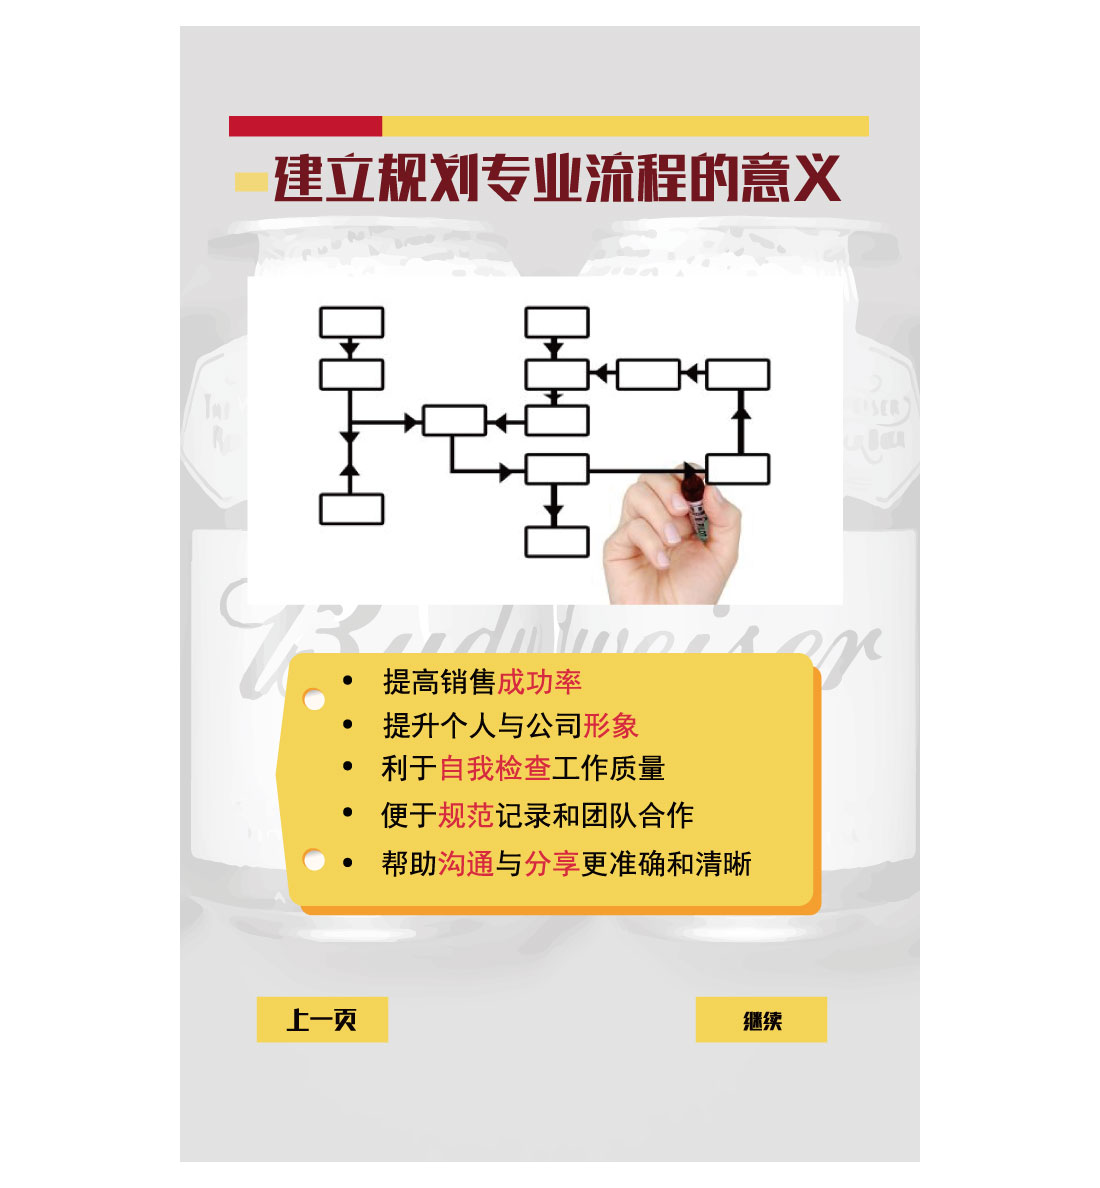 建立规划专业流程的意义
Budweiser
• 提高销售成功率
• 提升个人与公司形象
• 利于自我检查工作质量
• 便于规范记录和团队合作
• 帮助沟通与分享更准确和清晰
上一页
继续